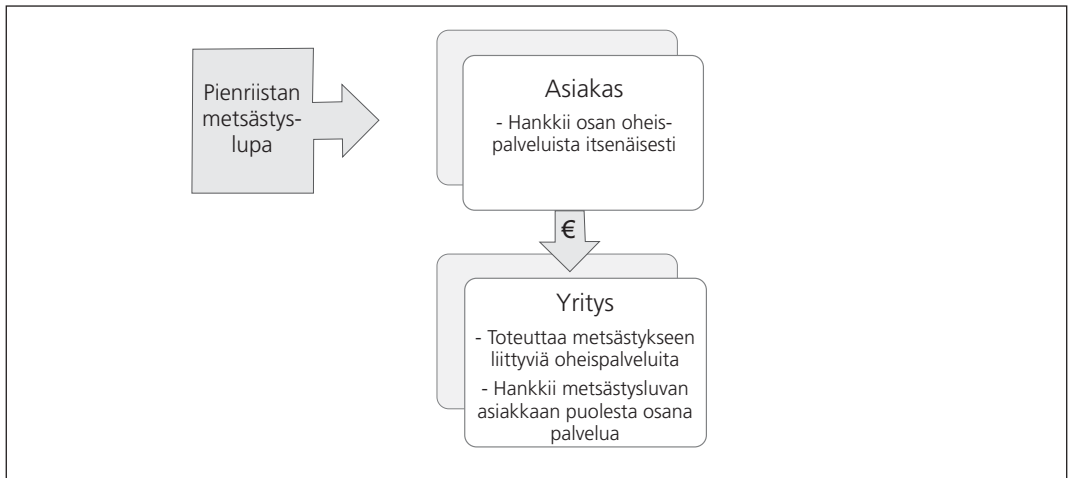 Pienriistan
metsästys-
lupa
Asiakas
- Hankkii osan oheis-
palveluista itsenäisesti
€
Yritys
- Toteuttaa metsästykseen
liittyviä oheispalveluita
- Hankkii metsästysluvan
asiakkaan puolesta osana
palvelua